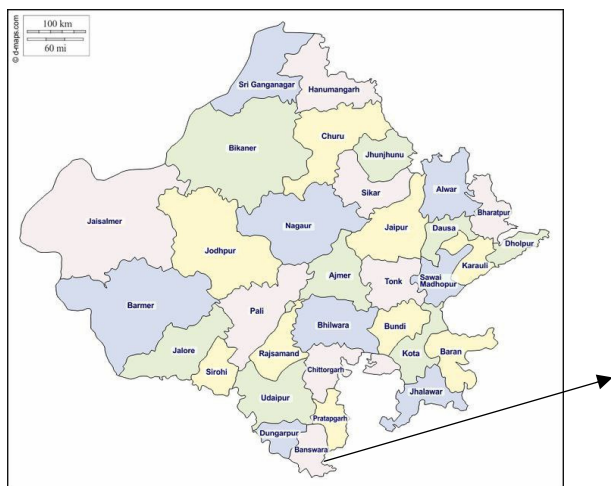 © d-maps.com
100 km
60 mi
Sri Ganganagar
Hanumangarh
Churu
Bikaner
Jhunjhunu
Sikar
Alwar
Jaisalmer
Nagaur
Jaipur
Bharatpur
Dausa
Dholpur
Jodhpur
Karauli
Ajmer
Tonk
Sawai
Madhopur
Barmer
Pali
Bhilwara
Bundi
Jalore
Rajsamand
Kota
Baran
Sirohi
Chittorgarh
Udaipur
Jhalawar
Pratapgarh
Dungarpur
Banswara